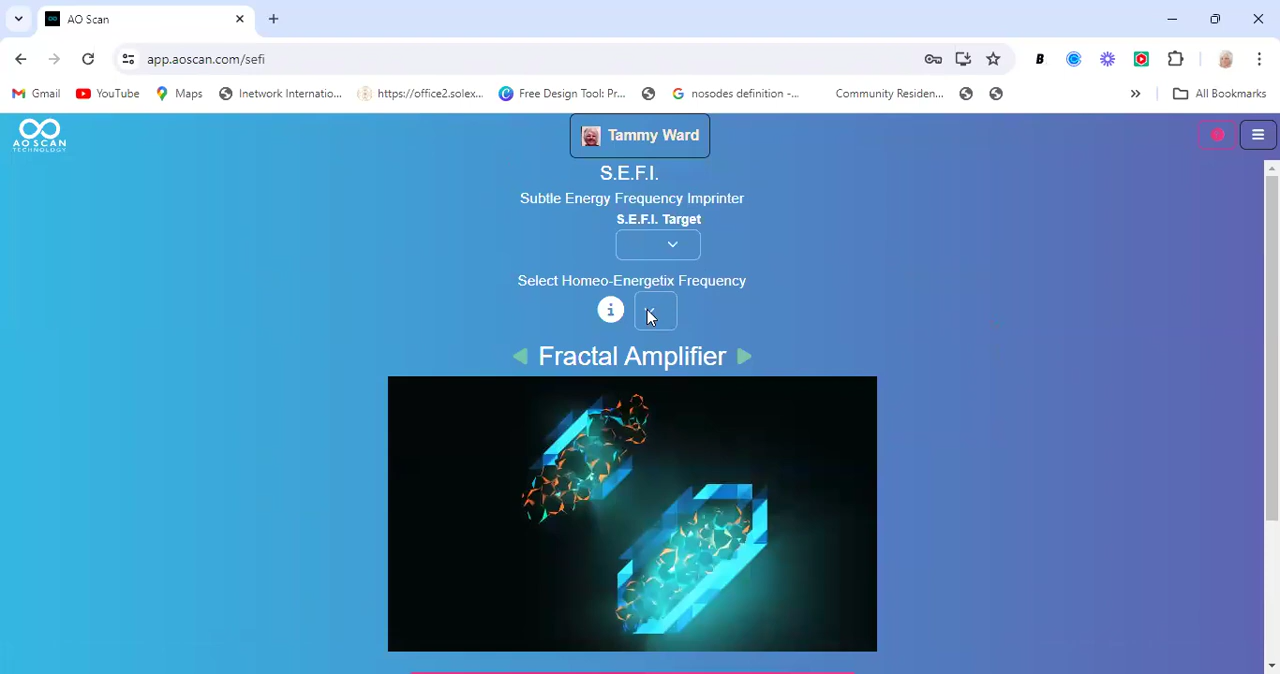 AO Scan
app.aoscan.com/sefi
B
Gmail
YouTube
Maps
Inetwork Internatio...
https://office2.solex...
Free Design Tool: Pr...
nosodes definition -...
Community Residen...
All Bookmarks
AO SCAN
TECHNOLOGY
Tammy Ward
S.E.F.I.
Subtle Energy Frequency Imprinter
S.E.F.I. Target
Select Homeo-Energetix Frequency
Fractal Amplifier